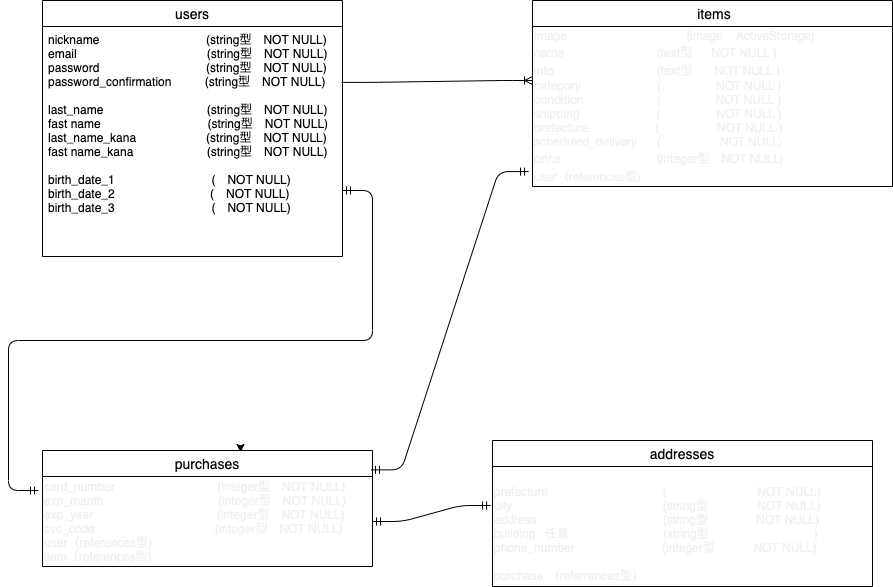 users
nickname (string型 NOT NULL)
email (string型 NOT NULL)
password (string型 NOT NULL)
password_confirmation (string型 NOT NULL)
last_name (string型 NOT NULL)
fast name (string型 NOT NULL)
last_name_kana (string型 NOT NULL)
fast name_kana (string型 NOT NULL)
birth_date_1 ( NOT NULL)
birth_date_2 ( NOT NULL)
birth_date_3 ( NOT NULL)
items
image (image ActiveStorage)
name (text型 NOT NULL )
info (text型 NOT NULL )
category ( NOT NULL)
condition ( NOT NULL)
shipping ( NOT NULL)
prefecture ( NOT NULL)
scheduled_delivery ( NOT NULL)
price (integer型 NOT NULL)
user（references型）
purchases
card_number (integer型 NOT NULL)
exp_manth (integer型 NOT NULL)
exp_year (integer型 NOT NULL)
cvc_code (integer型 NOT NULL)
user（references型）
item（references型）
addresses
prefecture ( NOT NULL)
city (string型 NOT NULL)
address (string型 NOT NULL)
building 任意 (string型 )
phone_number (integer型 NOT NULL)
purchase （referrences型）